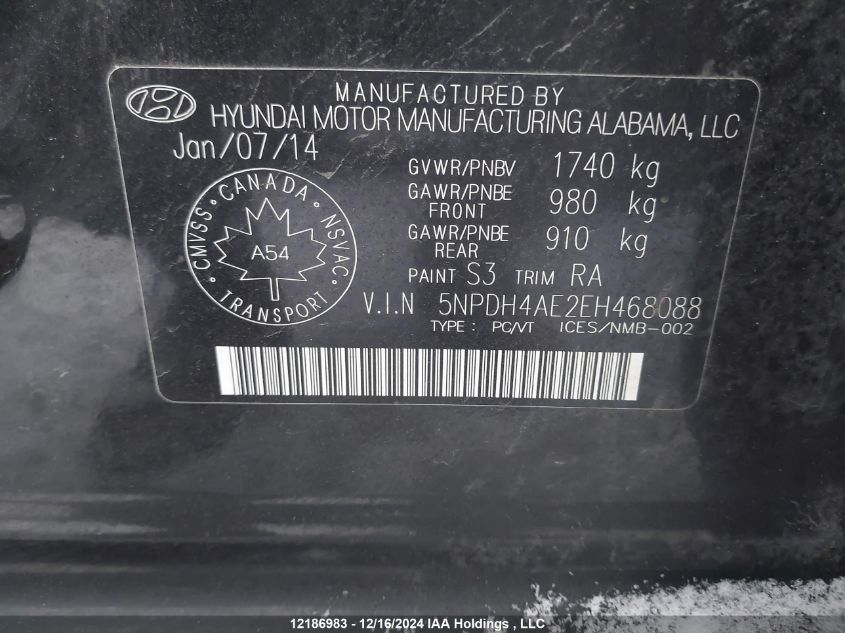 MANUFACTURED BY
HYUNDAI MOTOR MANUFACTURING ALABAMA, LLC
Jan/07/14
GVWR/PNBV 1740 kg
GAWR/PNBE FRONT 980 kg
GAWR/PNBE REAR 910 kg
PAINT S3 TRIM RA
CANADA
CMVSS • NSVAC
A54
TRANSPORT
V.I.N 5NPDH4AE2EH468088
TYPE : PC/VT ICES/NMB-002
12186983 - 12/16/2024 IAA Holdings , LLC